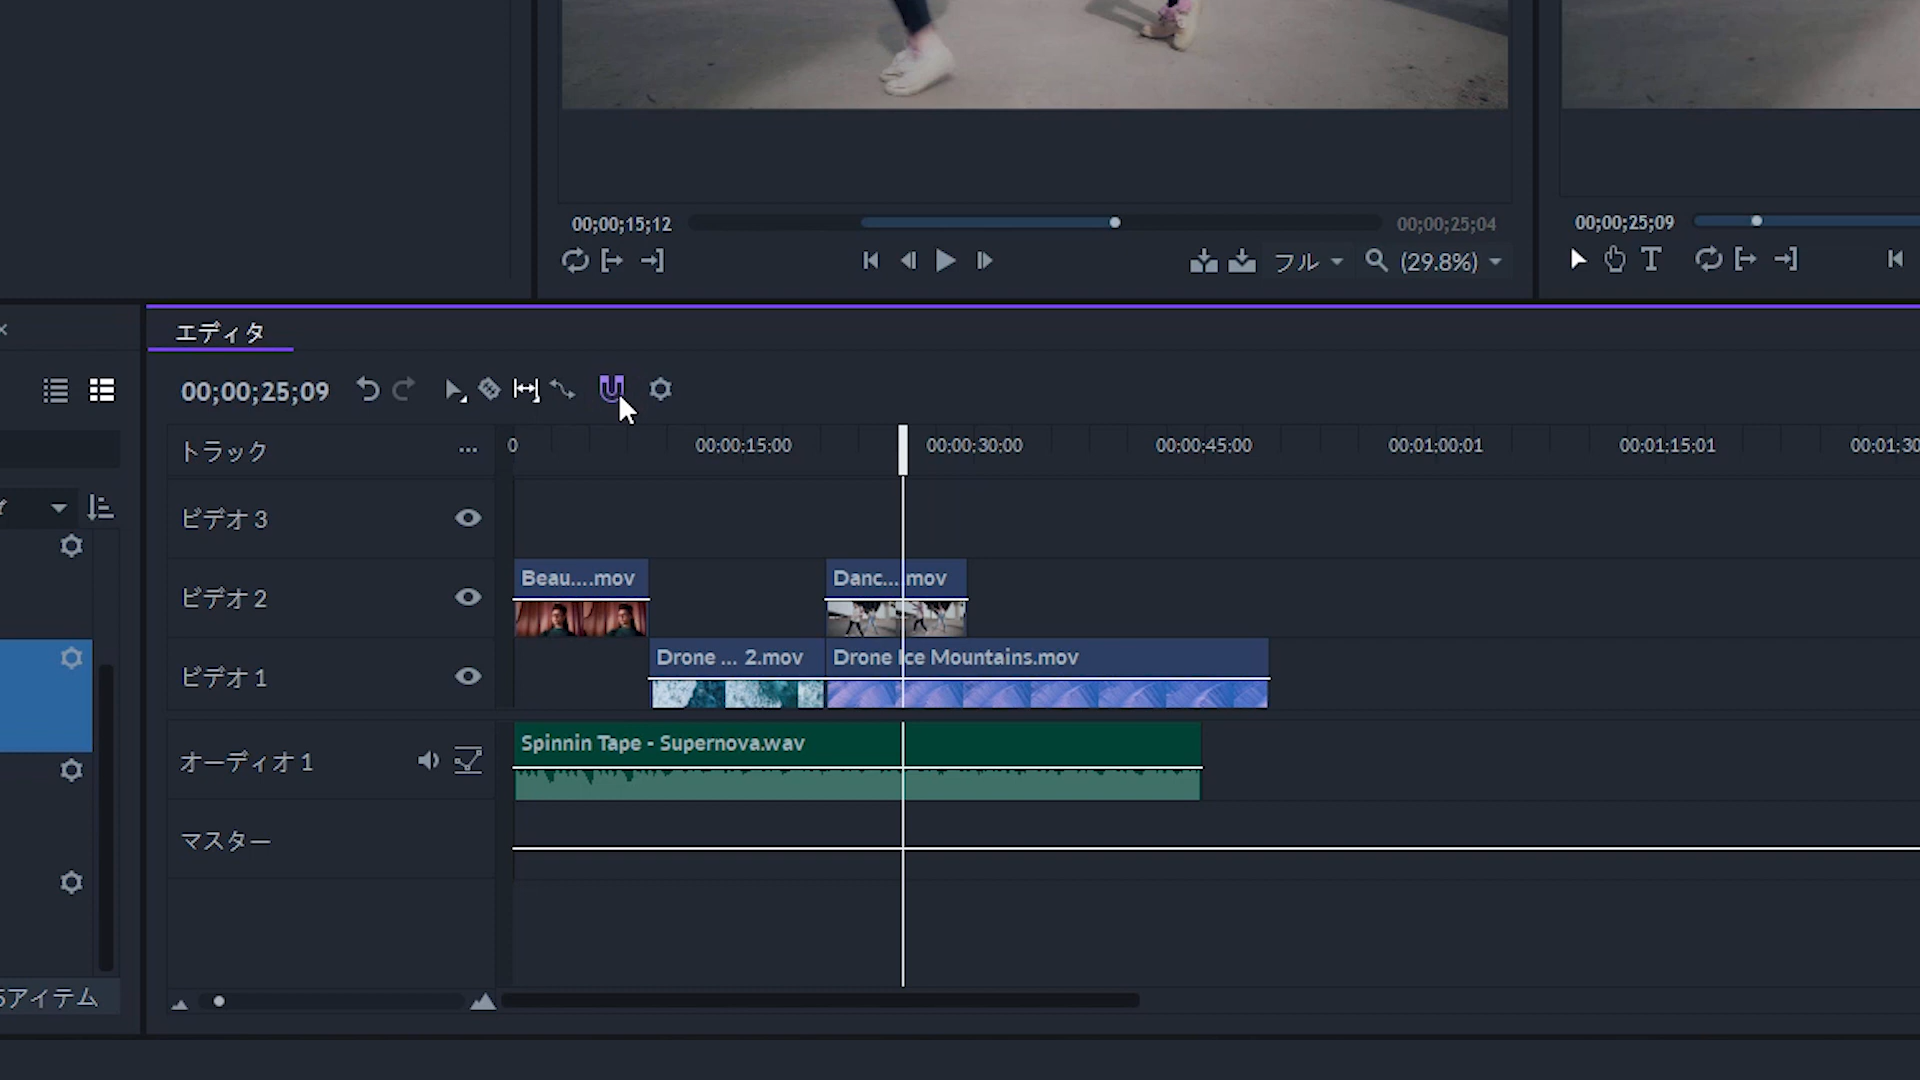 00;00;15;12
00;00;25;04
フル
(29.8%)
00;00;25;09
T
エディタ
00;00;25;09
トラック
0
00;00;15;00
00;00;30;00
00;00;45;00
00;01;00;01
00;01;15;01
00;01;30
ビデオ 3
ビデオ 2
Beau....mov
Danc... mov
ビデオ 1
Drone ... 2.mov
Drone Ice Mountains.mov
オーディオ 1
Spinnin Tape - Supernova.wav
マスター
アイテム